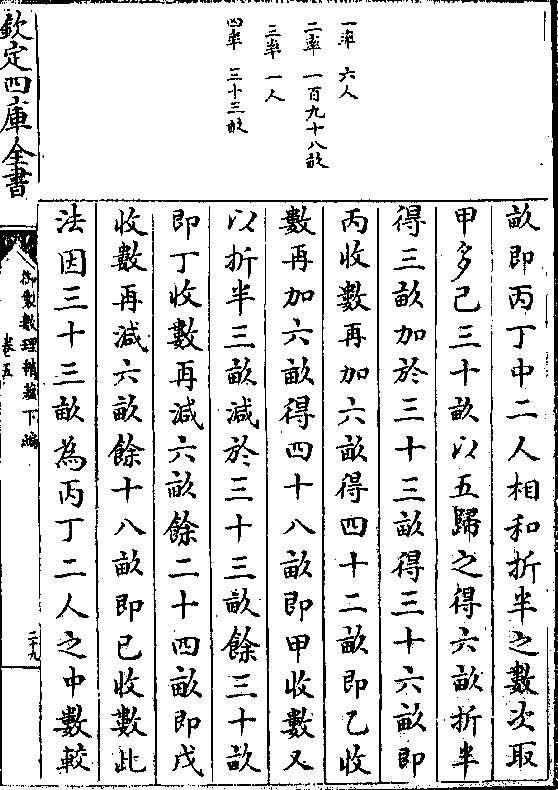 一率　六人
二率　一百九十八畝
三率　一人
四率　三十三畝
畝即丙丁中二人相和折半之數次取
甲多己三十畝以五歸之得六畝折半
得三畝加於三十三畝得三十六畝即
丙收數再加六畝得四十二畝即乙收
數再加六畝得四十八畝即甲收數又
以折半三畝減於三十三畝餘三十畝
即丁收數再減六畝餘二十四畝即戊
收數再減六畝餘十八畝即己收數此
法因三十三畝為丙丁二人之中數較
欽定四庫全書
御製數理精蘊下編
卷五
二十九